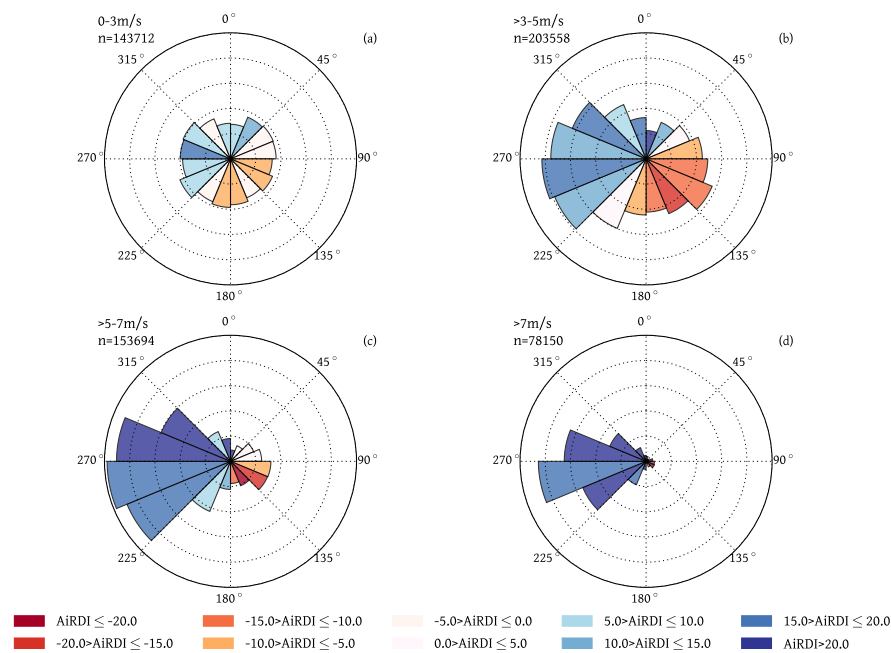 0-3m/s
n=143712
(a)
0°
45°
90°
135°
180°
225°
270°
315°
>3-5m/s
n=203558
(b)
0°
45°
90°
135°
180°
225°
270°
315°
>5-7m/s
n=153694
(c)
0°
45°
90°
135°
180°
225°
270°
315°
>7m/s
n=78150
(d)
0°
45°
90°
135°
180°
225°
270°
315°
AiRDI ≤ -20.0
-20.0>AiRDI ≤ -15.0
-15.0>AiRDI ≤ -10.0
-10.0>AiRDI ≤ -5.0
-5.0>AiRDI ≤ 0.0
0.0>AiRDI ≤ 5.0
5.0>AiRDI ≤ 10.0
10.0>AiRDI ≤ 15.0
15.0>AiRDI ≤ 20.0
AiRDI>20.0